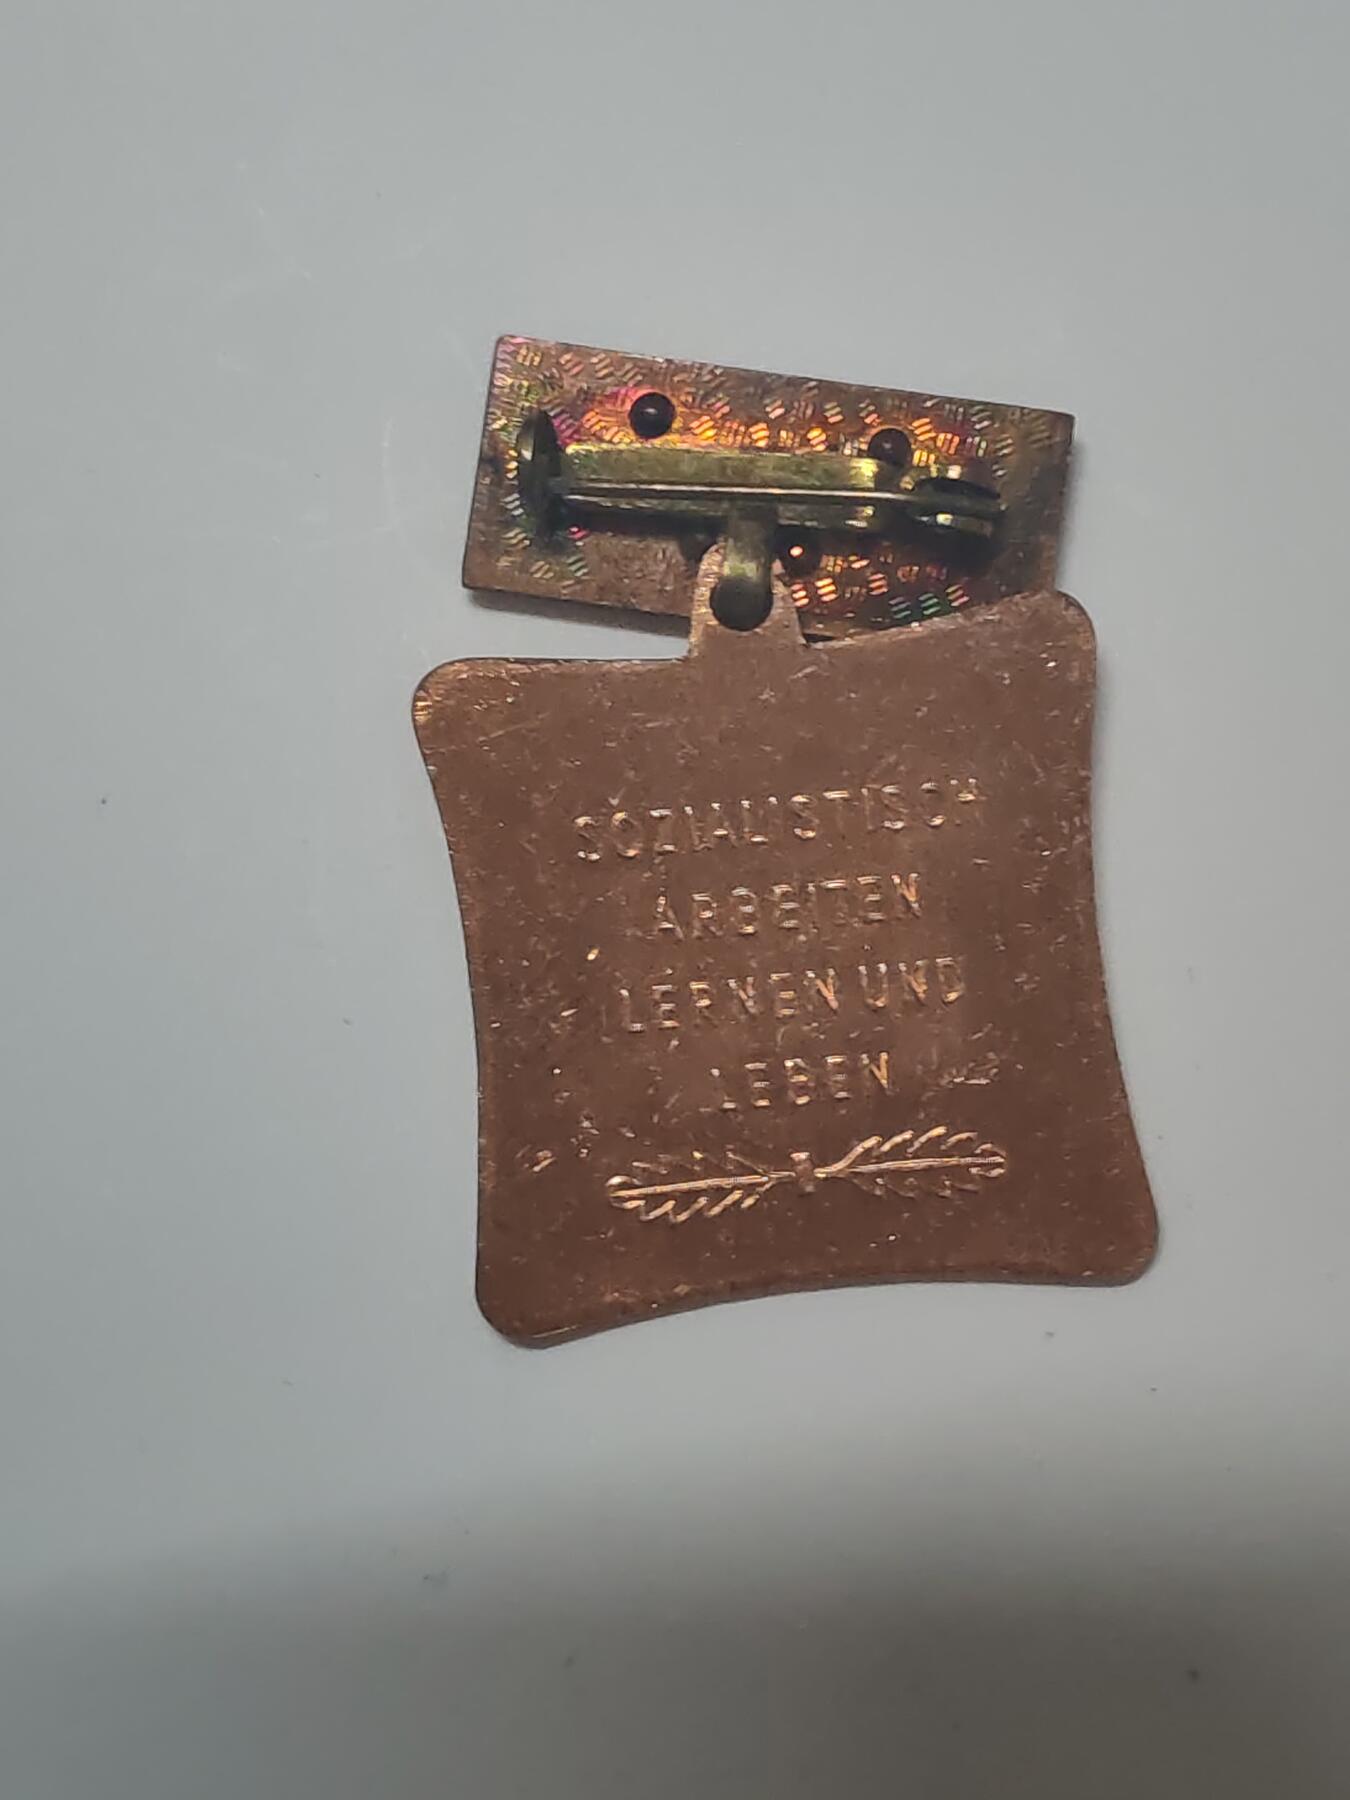 SOZIALISTISCH
ARBEITEN
LERNEN UND
LEBEN